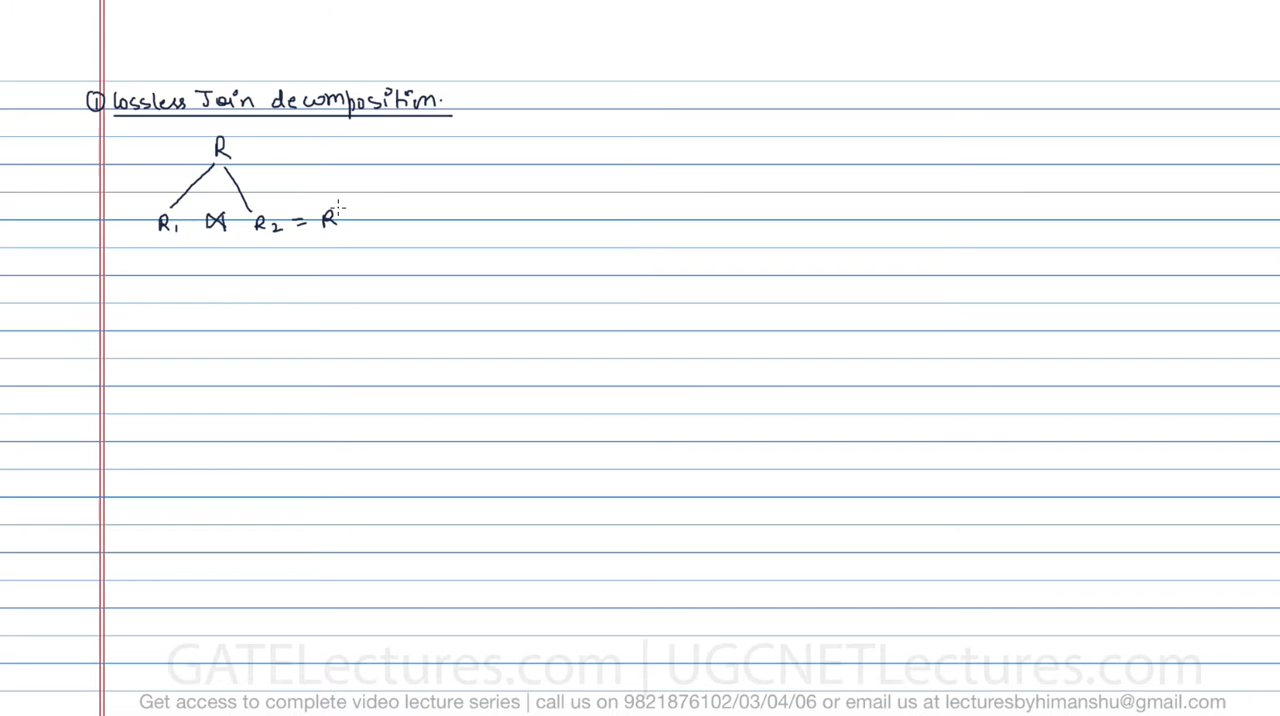 ① Lossless Join decomposition.
R
R₁ ⋈ R₂ = R
GATELectures.com | UGCNETLectures.com
Get access to complete video lecture series | call us on 9821876102/03/04/06 or email us at lecturesbyhimanshu@gmail.com